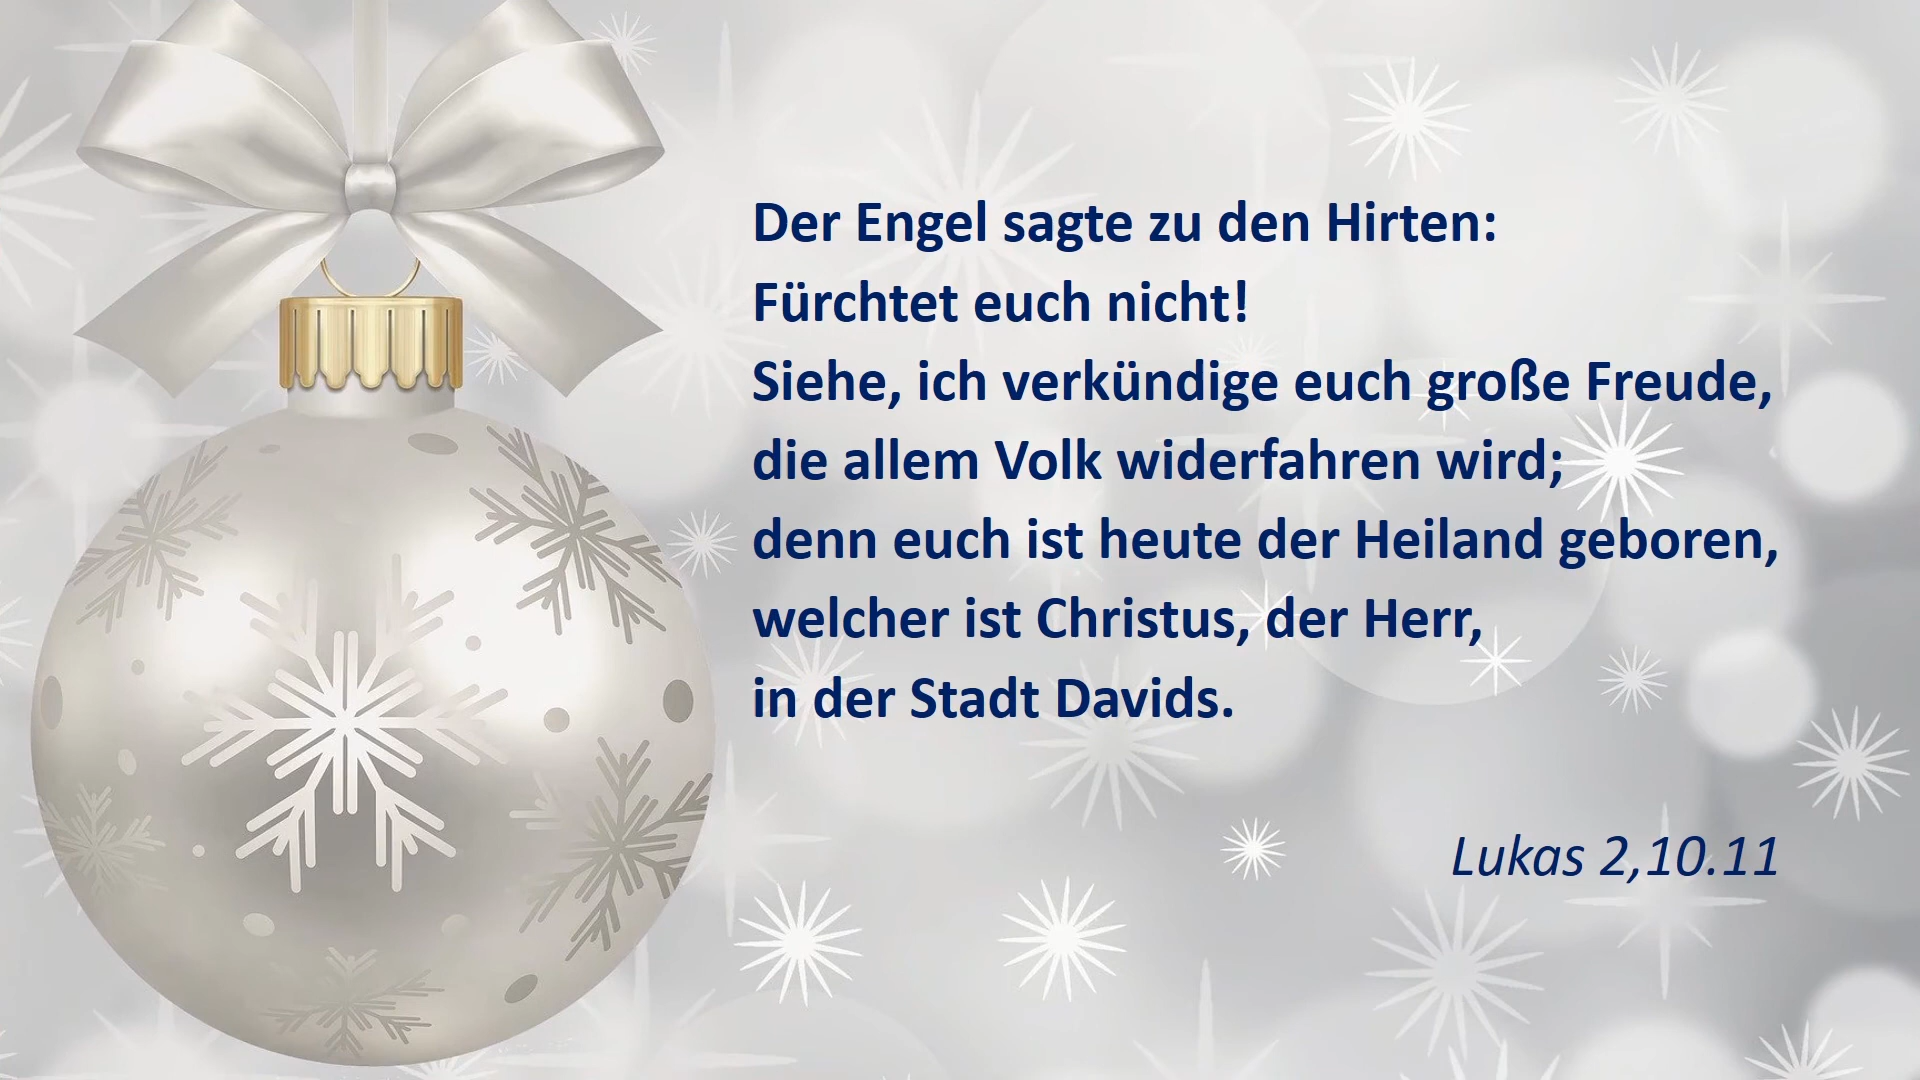 Der Engel sagte zu den Hirten:
Fürchtet euch nicht!
Siehe, ich verkündige euch große Freude,
die allem Volk widerfahren wird;
denn euch ist heute der Heiland geboren,
welcher ist Christus, der Herr,
in der Stadt Davids.
Lukas 2,10.11